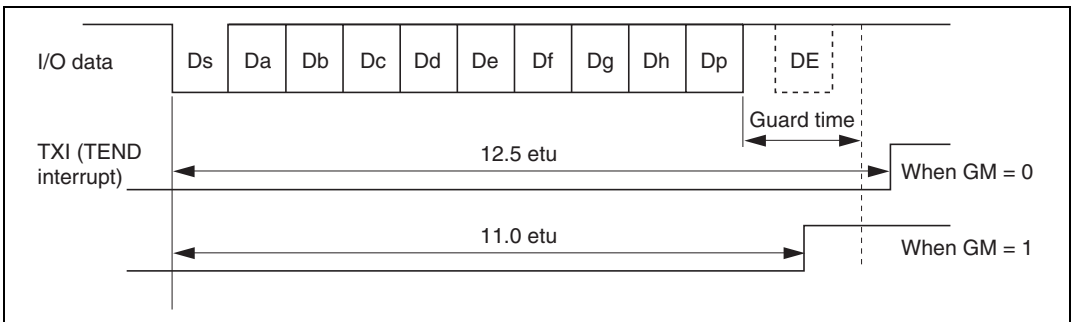 I/O data
Ds Da Db Dc Dd De Df Dg Dh Dp DE
Guard time
TXI (TEND
interrupt)
12.5 etu
When GM = 0
11.0 etu
When GM = 1